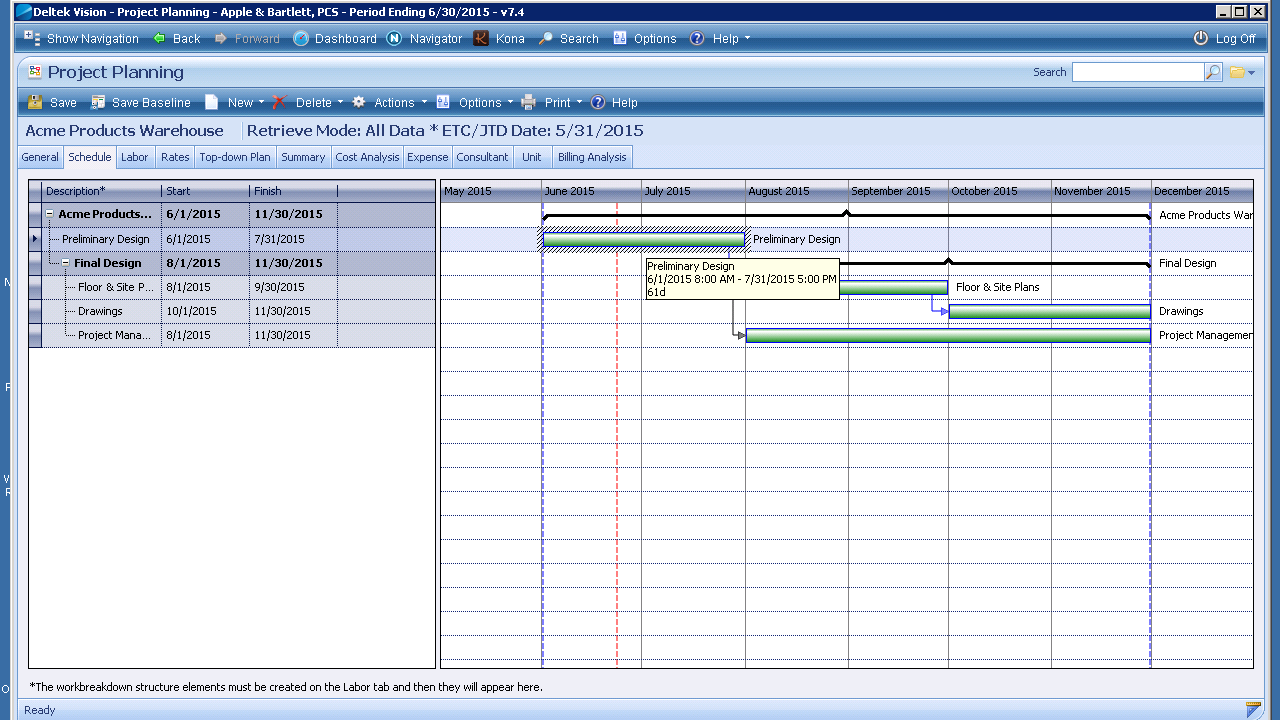 Deltek Vision - Project Planning - Apple & Bartlett, PCS - Period Ending 6/30/2015 - v7.4
Show Navigation Back Forward Dashboard Navigator Kona Search Options Help Log Off
Project Planning Search
Save Save Baseline New Delete Actions Options Print Help
Acme Products Warehouse Retrieve Mode: All Data * ETC/JTD Date: 5/31/2015
General Schedule Labor Rates Top-down Plan Summary Cost Analysis Expense Consultant Unit Billing Analysis
Description* Start Finish May 2015 June 2015 July 2015 August 2015 September 2015 October 2015 November 2015 December 2015
Acme Products... 6/1/2015 11/30/2015 Acme Products War
Preliminary Design 6/1/2015 7/31/2015 Preliminary Design
Final Design 8/1/2015 11/30/2015 Final Design
Preliminary Design
6/1/2015 8:00 AM - 7/31/2015 5:00 PM
61d
Floor & Site P... 8/1/2015 9/30/2015 Floor & Site Plans
Drawings 10/1/2015 11/30/2015 Drawings
Project Mana... 8/1/2015 11/30/2015 Project Managemen
*The workbreakdown structure elements must be created on the Labor tab and then they will appear here.
Ready